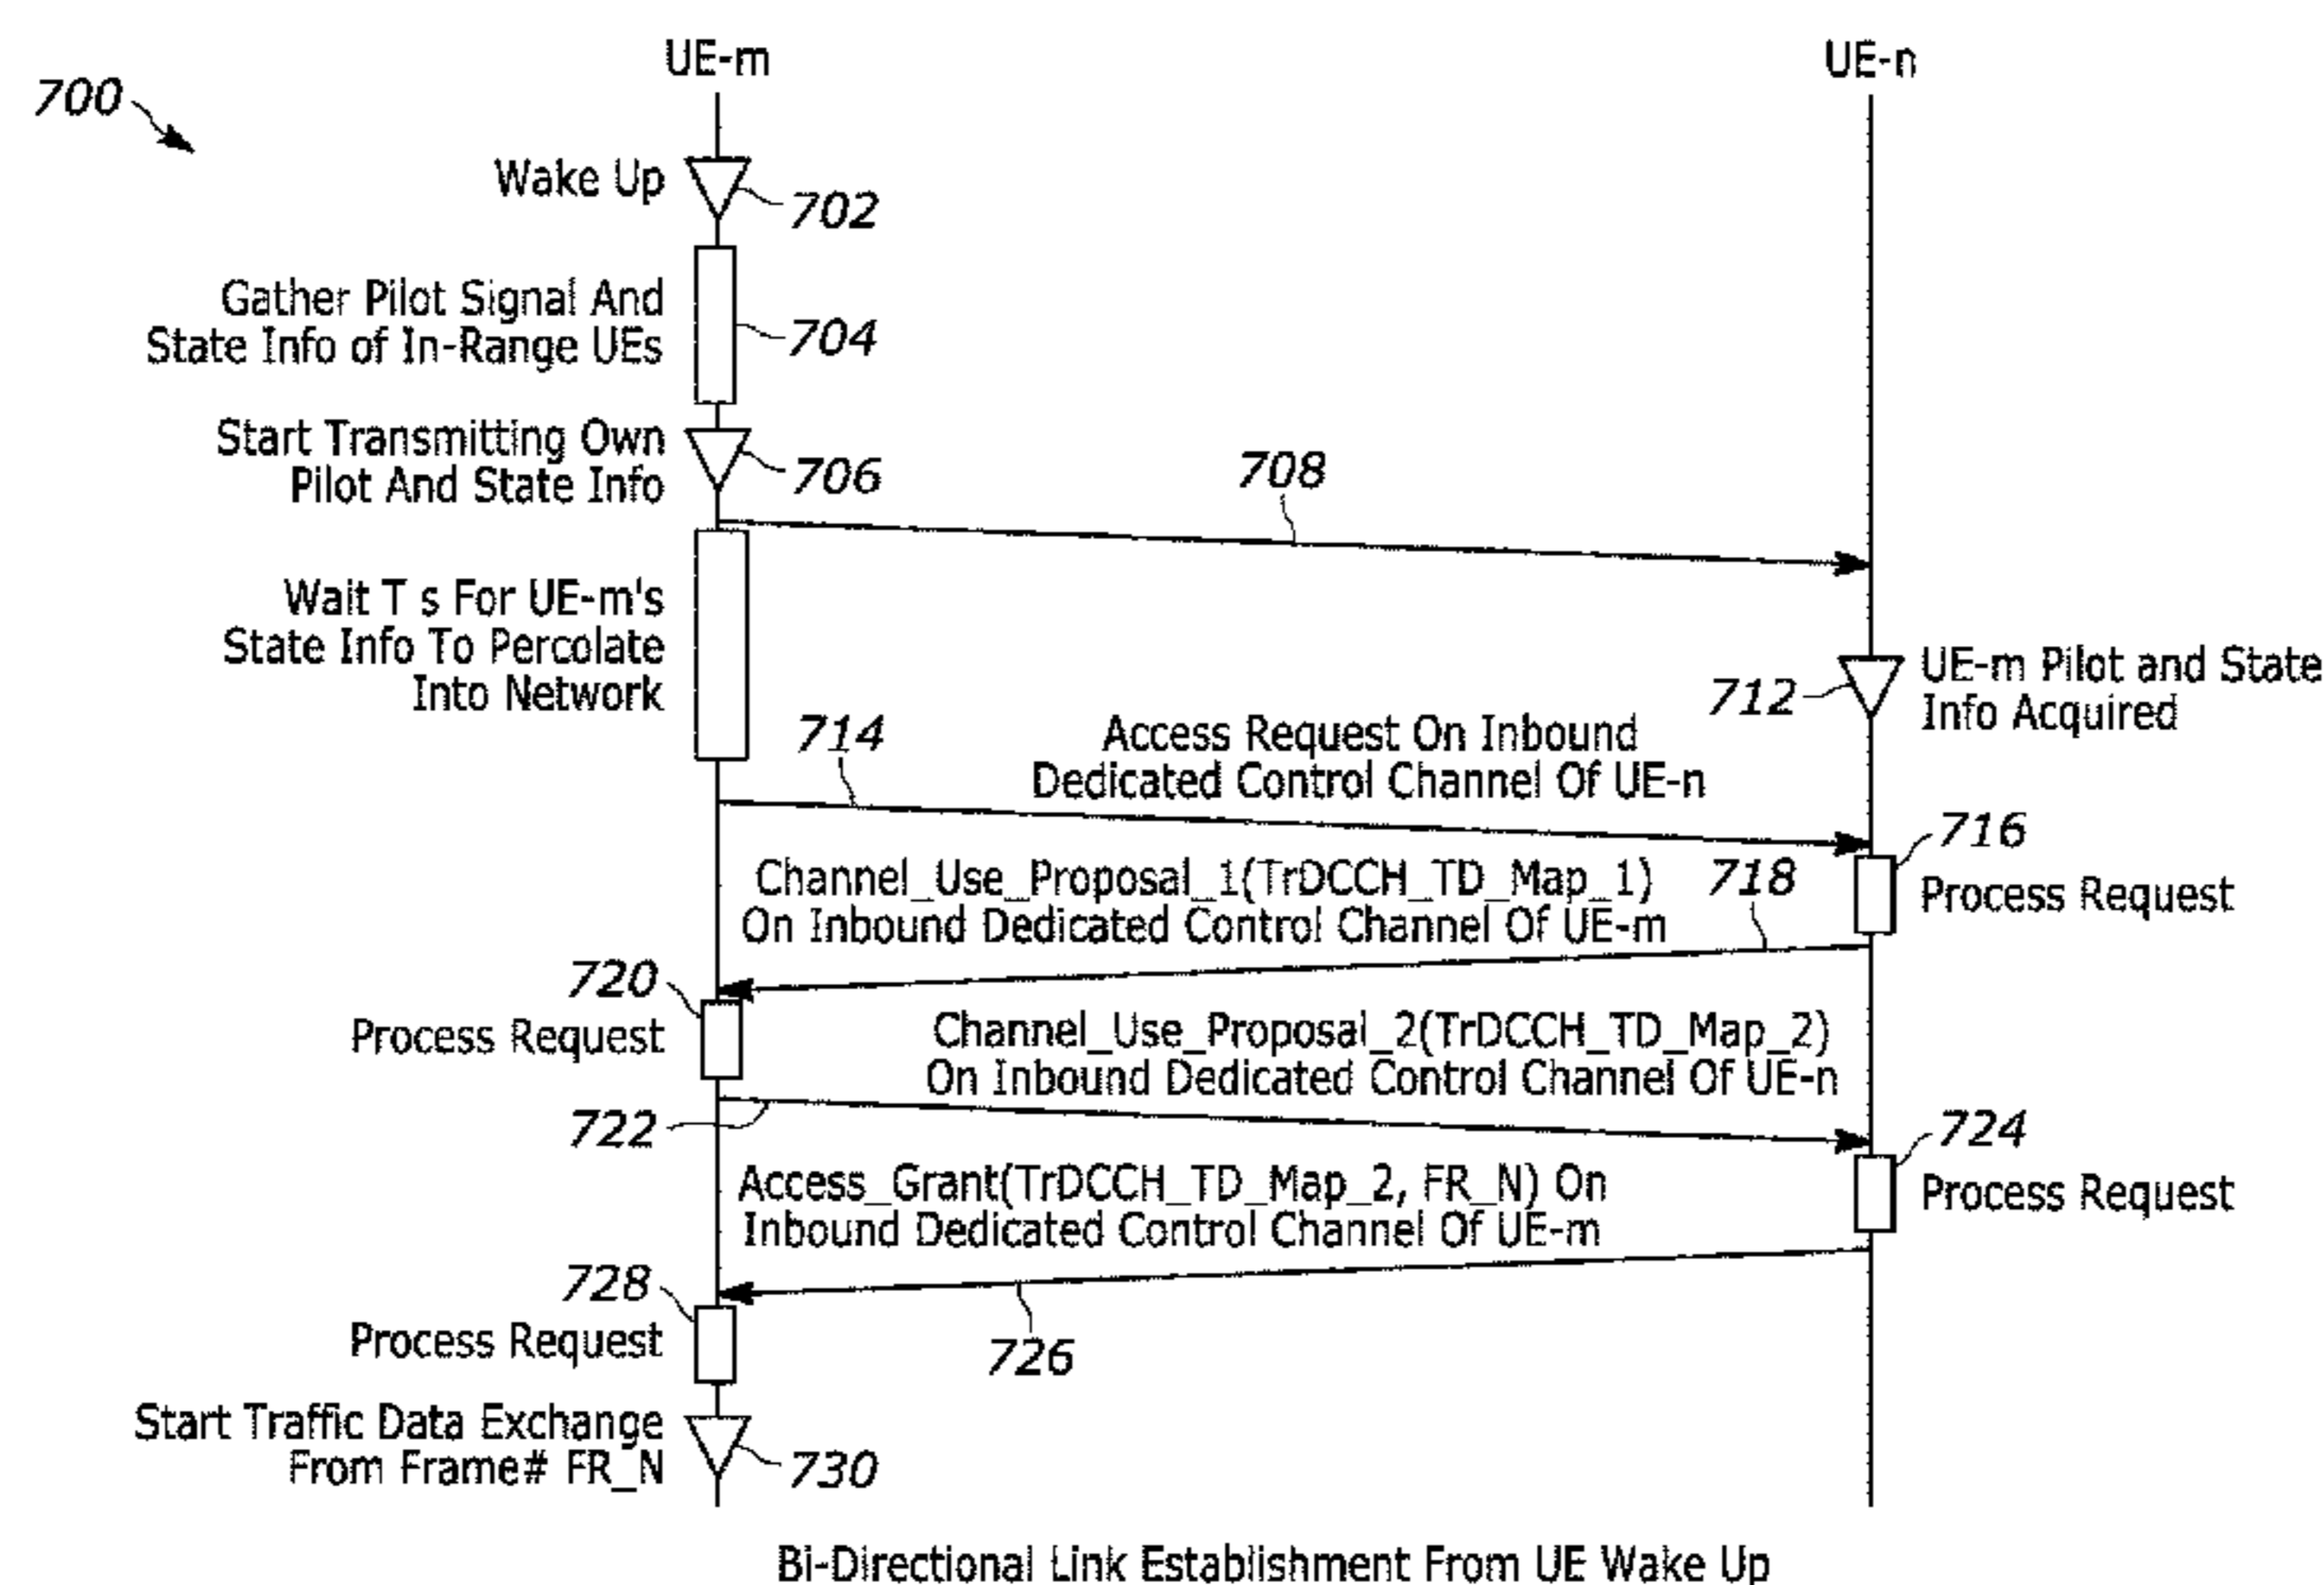 UE-m
UE-n
700
Wake Up
702
Gather Pilot Signal And
State Info of In-Range UEs
704
Start Transmitting Own
Pilot And State Info
706
708
Wait T s For UE-m's
State Info To Percolate
Into Network
712
UE-m Pilot and State
Info Acquired
714
Access Request On Inbound
Dedicated Control Channel Of UE-n
716
Process Request
Channel_Use_Proposal_1(TrDCCH_TD_Map_1)
On Inbound Dedicated Control Channel Of UE-m
718
720
Process Request
Channel_Use_Proposal_2(TrDCCH_TD_Map_2)
On Inbound Dedicated Control Channel Of UE-n
722
724
Process Request
Access_Grant(TrDCCH_TD_Map_2, FR_N) On
Inbound Dedicated Control Channel Of UE-m
726
728
Process Request
Start Traffic Data Exchange
From Frame# FR_N
730
Bi-Directional Link Establishment From UE Wake Up